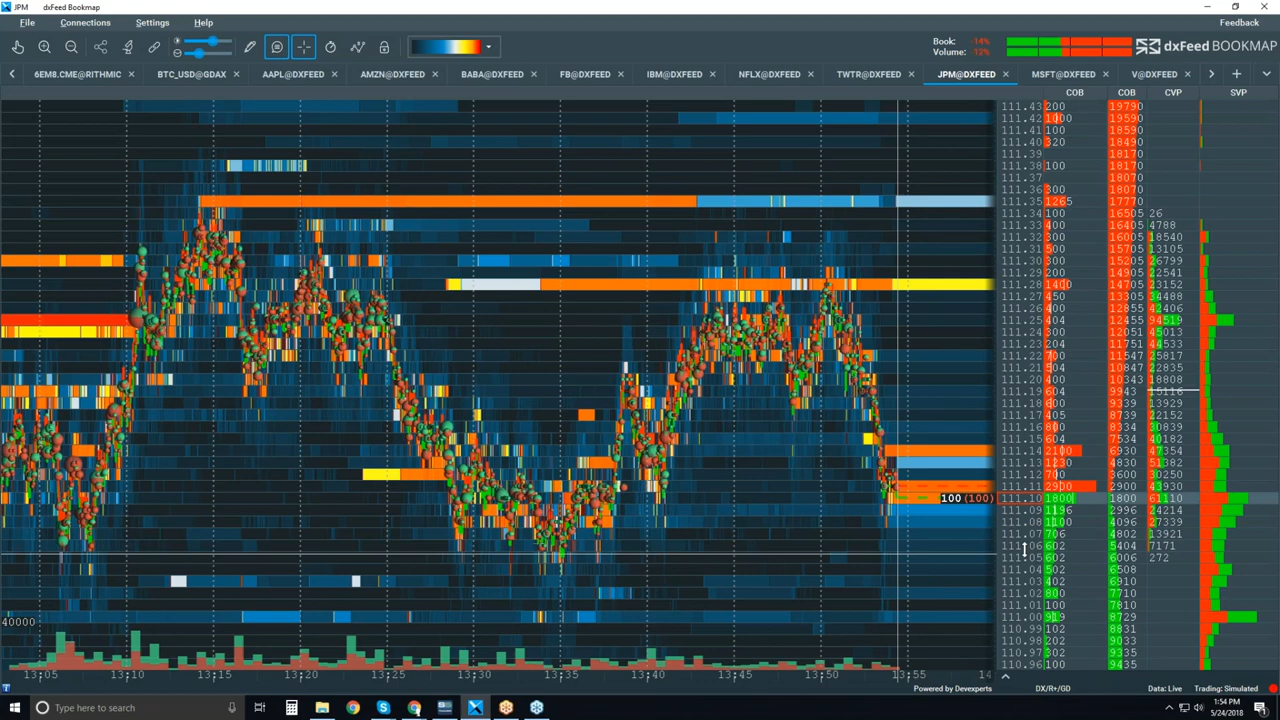 JPM dxFeed Bookmap
File Connections Settings Help Feedback
Book: -14%
Volume: -12%
dxFeed BOOKMAP
6EM8.CME@RITHMIC BTC_USD@GDAX AAPL@DXFEED AMZN@DXFEED BABA@DXFEED FB@DXFEED IBM@DXFEED NFLX@DXFEED TWTR@DXFEED JPM@DXFEED MSFT@DXFEED V@DXFEED
COB COB CVP SVP
111.43 200 19790
111.42 1000 19590
111.41 100 18590
111.40 320 18490
111.39 18170
111.38 100 18170
111.37 18070
111.36 300 18070
111.35 1265 17770
111.34 100 16505 26
111.33 400 16405 4788
111.32 300 16005 18540
111.31 500 15705 13105
111.30 300 15205 26799
111.29 200 14905 22541
111.28 1400 14705 23152
111.27 450 13305 34488
111.26 400 12855 42406
111.25 404 12455 94519
111.24 300 12051 45013
111.23 204 11751 44533
111.22 700 11547 25817
111.21 504 10847 22835
111.20 400 10343 18808
111.19 604 9943 15116
111.18 600 9339 13929
111.17 405 8739 22152
111.16 800 8334 30839
111.15 604 7534 40182
111.14 2100 6930 47354
111.13 1230 4830 51382
111.12 700 3600 30250
111.11 2900 2900 43930
100 (100) 111.10 1800 1800 61110
111.09 1196 2996 24214
111.08 1100 4096 27339
111.07 706 4802 13921
111.06 602 5404 7171
111.05 602 6006 272
111.04 502 6508
111.03 402 6910
111.02 800 7710
111.01 100 7810
111.00 919 8729
40000
110.99 102 8831
110.98 202 9033
110.97 302 9335
110.96 100 9435
13:05 13:10 13:15 13:20 13:25 13:30 13:35 13:40 13:45 13:50 13:55 14
Powered by Devexperts DX/R+/GD Data: Live Trading: Simulated
Type here to search
1:54 PM
5/24/2018